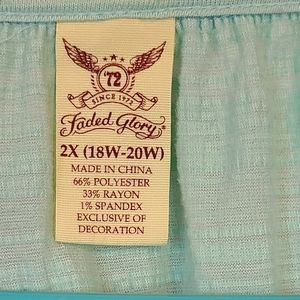 '72
SINCE 1972
Faded Glory
2X (18W-20W)
MADE IN CHINA
66% POLYESTER
33% RAYON
1% SPANDEX
EXCLUSIVE OF
DECORATION